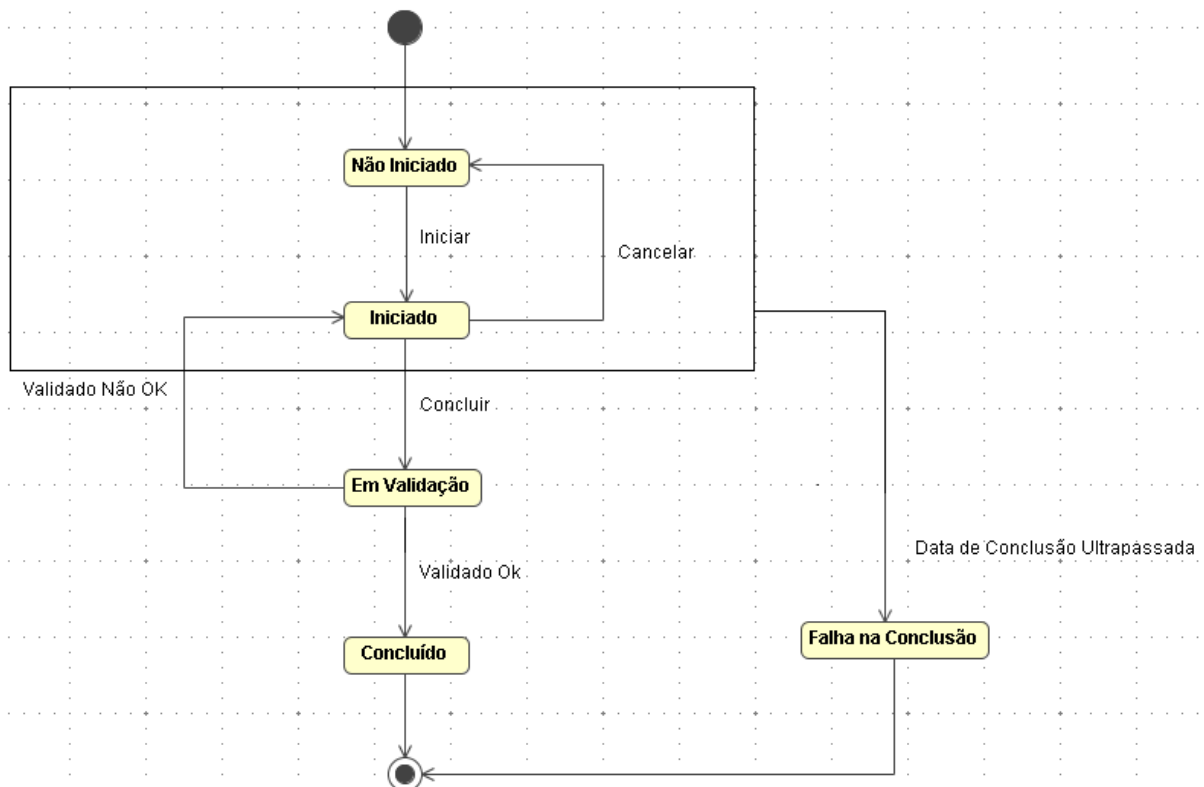 Não Iniciado
Iniciar
Cancelar
Iniciado
Validado Não OK
Concluir
Em Validação
Data de Conclusão Ultrapassada
Validado Ok
Falha na Conclusão
Concluído